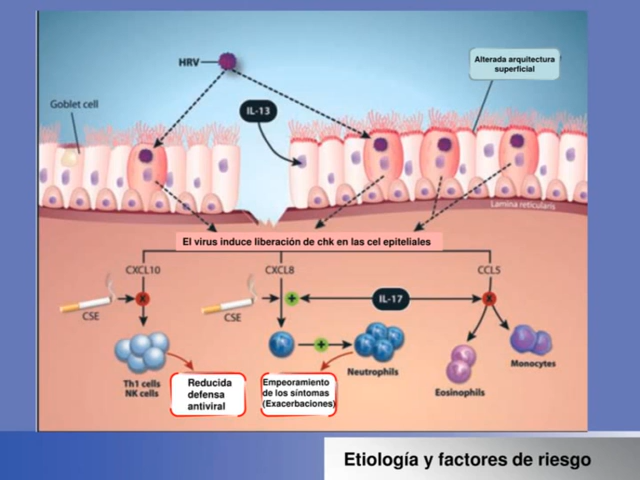 HRV
Alterada arquitectura
superficial
Goblet cell
IL-13
Lamina reticularis
El virus induce liberación de chk en las cel epiteliales
CXCL10
CXCL8
CCL5
CSE
X
CSE
+
IL-17
X
+
Th1 cells
NK cells
Neutrophils
Monocytes
Eosinophils
Reducida
defensa
antiviral
Empeoramiento
de los síntomas
(Exacerbaciones)
Etiología y factores de riesgo